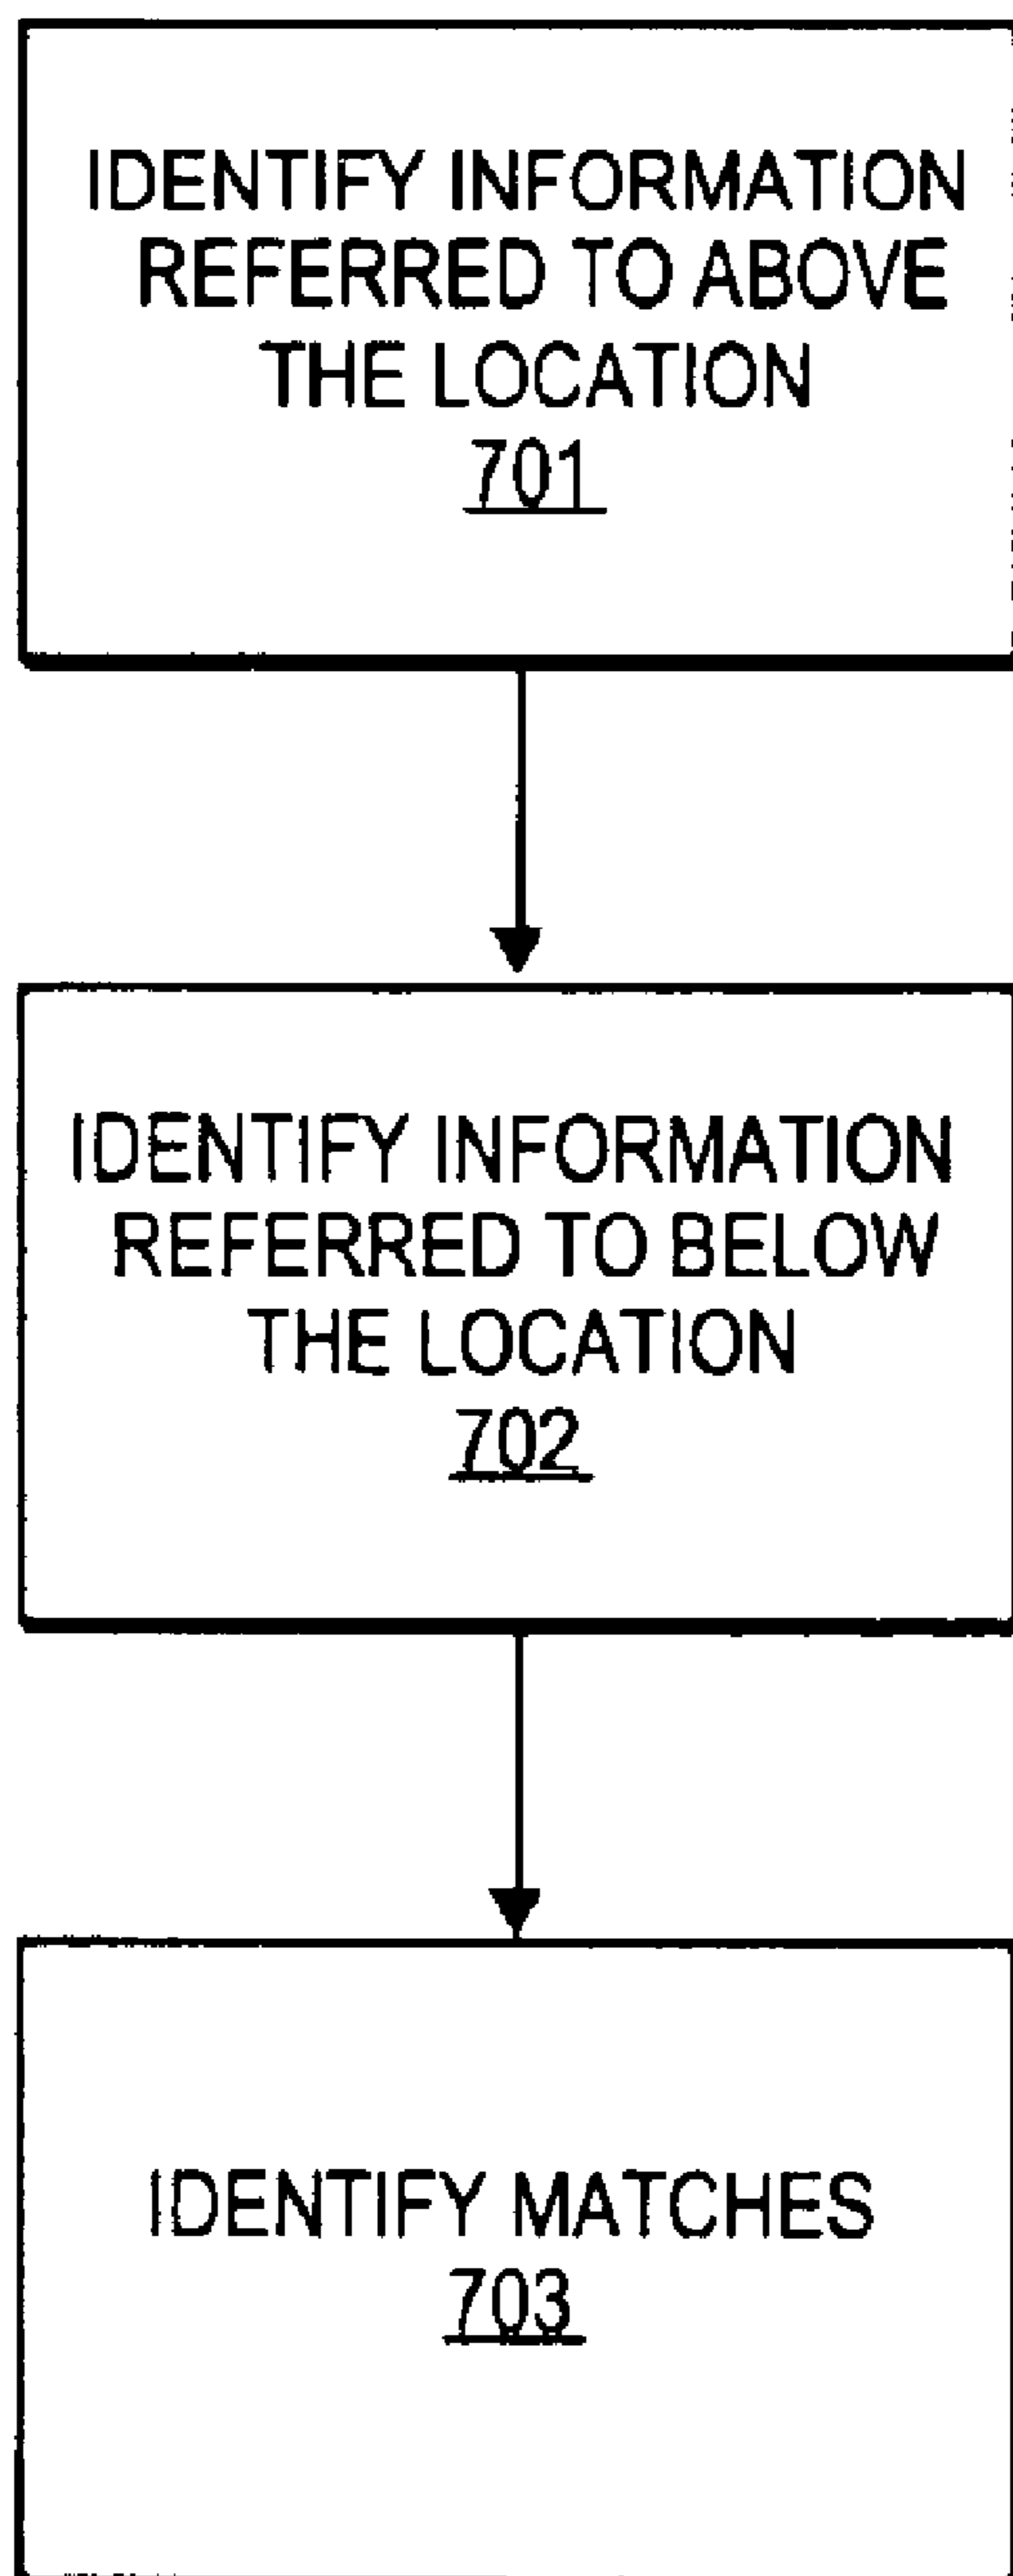 IDENTIFY INFORMATION
REFERRED TO ABOVE
THE LOCATION
701
IDENTIFY INFORMATION
REFERRED TO BELOW
THE LOCATION
702
IDENTIFY MATCHES
703